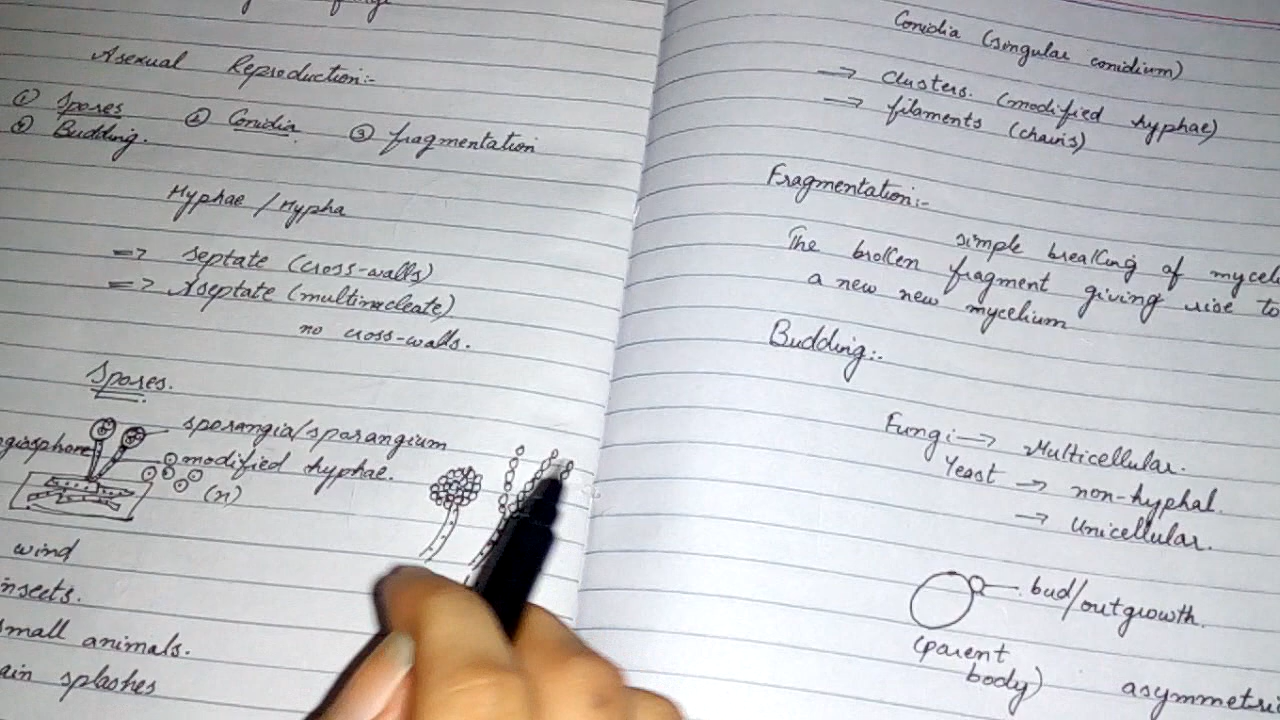 Asexual Reproduction:-
① Spores ② Conidia ③ fragmentation
④ Budding.
Hyphae / Hypha
=> Septate (cross-walls)
=> Aseptate (multinucleate)
no cross-walls.
Spores.
sporangia/sporangium
modified hyphae.
(n)
wind
insects.
small animals.
rain splashes
Conidia (singular conidium)
→ Clusters. (modified hyphae)
→ filaments (chains)
Fragmentation:-
simple breaking of
The broken fragment giving rise to
a new new mycelium
Budding:-
Fungi → Multicellular.
Yeast → non-hyphal.
→ Unicellular.
bud/outgrowth.
(parent
body)